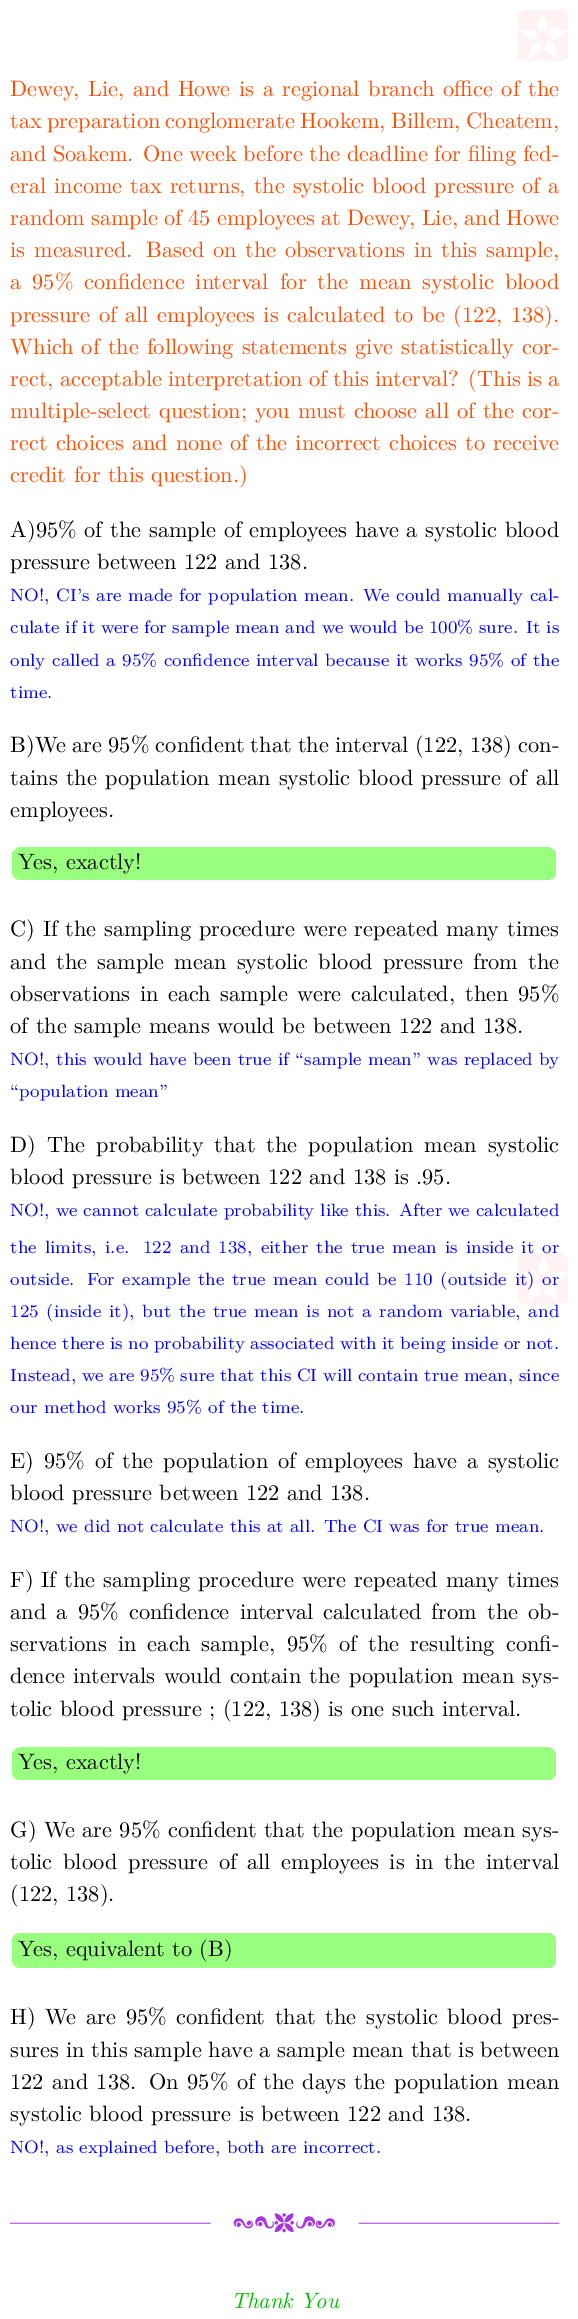 Dewey, Lie, and Howe is a regional branch office of the
tax preparation conglomerate Hookem, Billem, Cheatem,
and Soakem. One week before the deadline for filing fed-
eral income tax returns, the systolic blood pressure of a
random sample of 45 employees at Dewey, Lie, and Howe
is measured. Based on the observations in this sample,
a 95% confidence interval for the mean systolic blood
pressure of all employees is calculated to be (122, 138).
Which of the following statements give statistically cor-
rect, acceptable interpretation of this interval? (This is a
multiple-select question; you must choose all of the cor-
rect choices and none of the incorrect choices to receive
credit for this question.)
A)95% of the sample of employees have a systolic blood
pressure between 122 and 138.
NO!, CI's are made for population mean. We could manually cal-
culate if it were for sample mean and we would be 100% sure. It is
only called a 95% confidence interval because it works 95% of the
time.
B)We are 95% confident that the interval (122, 138) con-
tains the population mean systolic blood pressure of all
employees.
Yes, exactly!
C) If the sampling procedure were repeated many times
and the sample mean systolic blood pressure from the
observations in each sample were calculated, then 95%
of the sample means would be between 122 and 138.
NO!, this would have been true if “sample mean” was replaced by
“population mean”
D) The probability that the population mean systolic
blood pressure is between 122 and 138 is .95.
NO!, we cannot calculate probability like this. After we calculated
the limits, i.e. 122 and 138, either the true mean is inside it or
outside. For example the true mean could be 110 (outside it) or
125 (inside it), but the true mean is not a random variable, and
hence there is no probability associated with it being inside or not.
Instead, we are 95% sure that this CI will contain true mean, since
our method works 95% of the time.
E) 95% of the population of employees have a systolic
blood pressure between 122 and 138.
NO!, we did not calculate this at all. The CI was for true mean.
F) If the sampling procedure were repeated many times
and a 95% confidence interval calculated from the ob-
servations in each sample, 95% of the resulting confi-
dence intervals would contain the population mean sys-
tolic blood pressure ; (122, 138) is one such interval.
Yes, exactly!
G) We are 95% confident that the population mean sys-
tolic blood pressure of all employees is in the interval
(122, 138).
Yes, equivalent to (B)
H) We are 95% confident that the systolic blood pres-
sures in this sample have a sample mean that is between
122 and 138. On 95% of the days the population mean
systolic blood pressure is between 122 and 138.
NO!, as explained before, both are incorrect.
Thank You